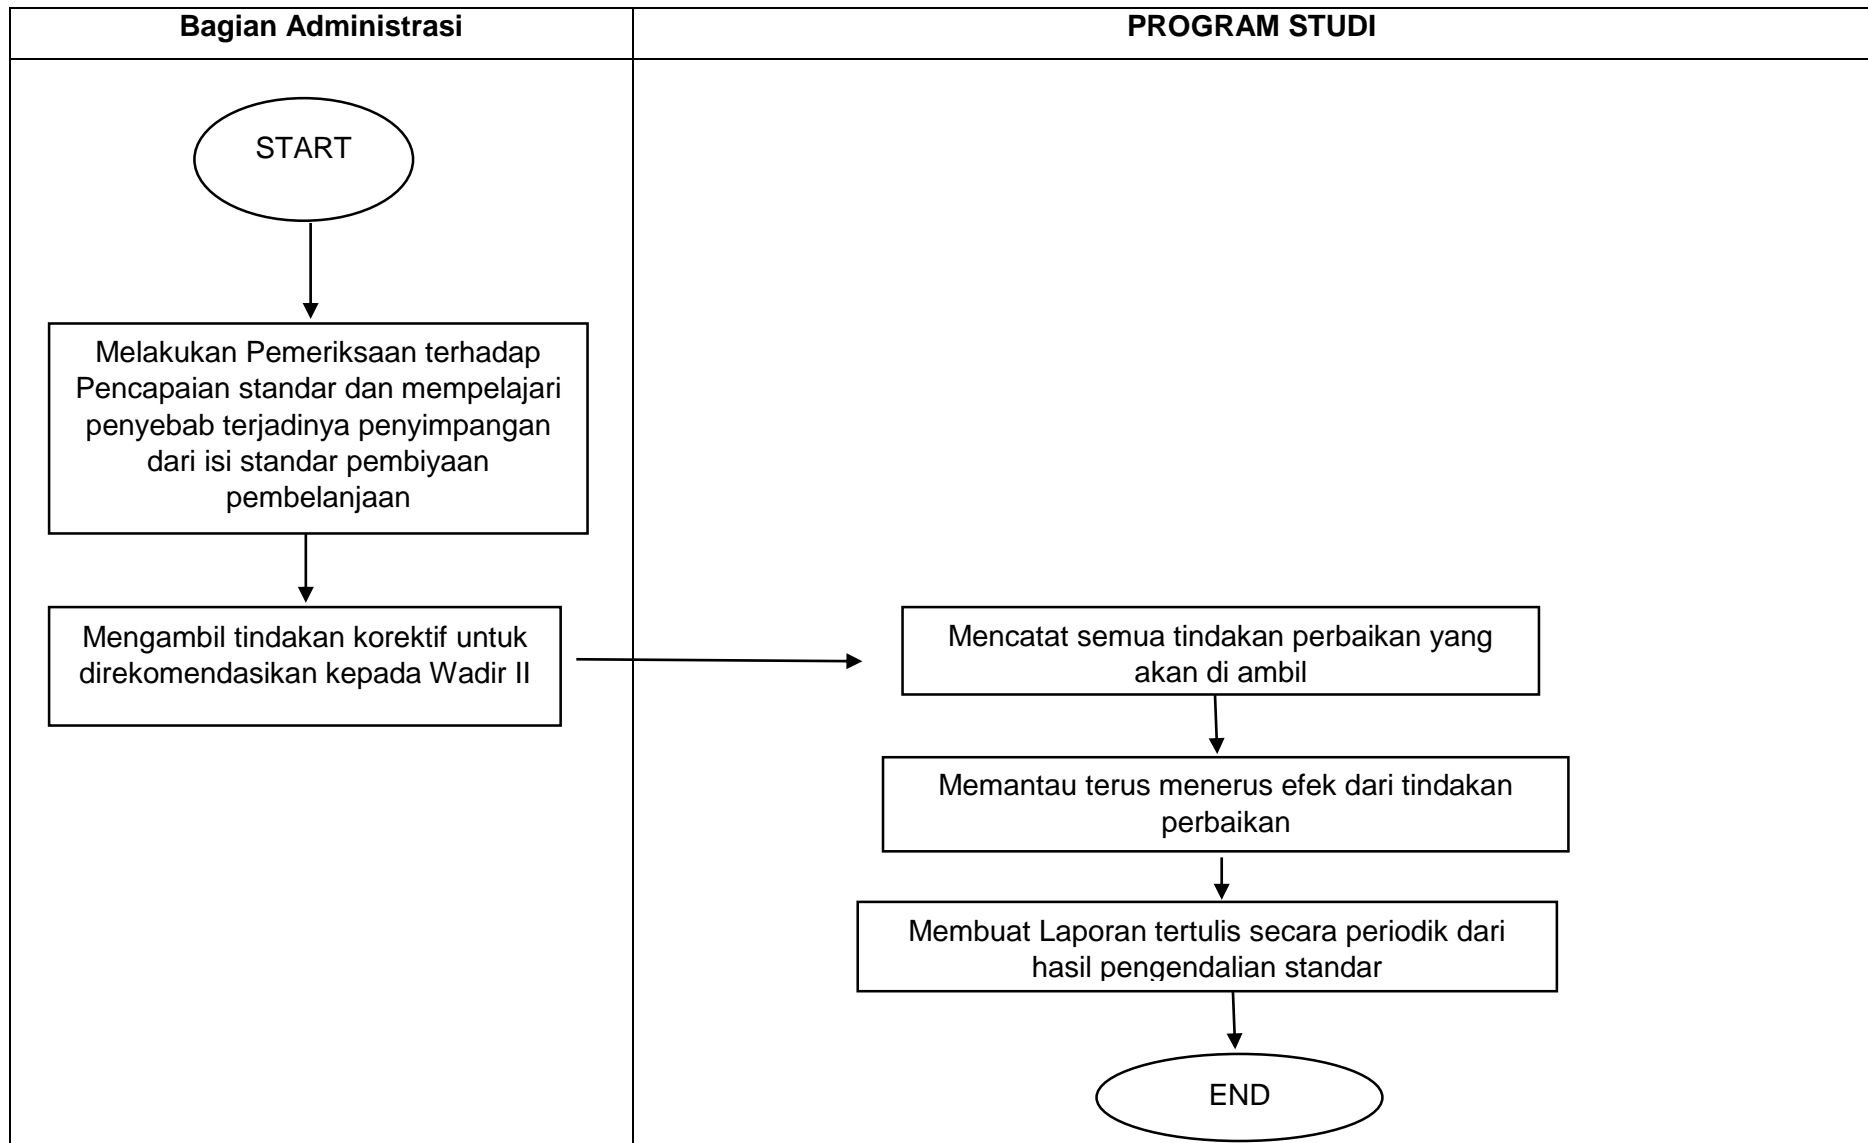 Bagian Administrasi
PROGRAM STUDI
START
Melakukan Pemeriksaan terhadap
Pencapaian standar dan mempelajari
penyebab terjadinya penyimpangan
dari isi standar pembiyaan
pembelanjaan
Mengambil tindakan korektif untuk
direkomendasikan kepada Wadir II
Mencatat semua tindakan perbaikan yang
akan di ambil
Memantau terus menerus efek dari tindakan
perbaikan
Membuat Laporan tertulis secara periodik dari
hasil pengendalian standar
END